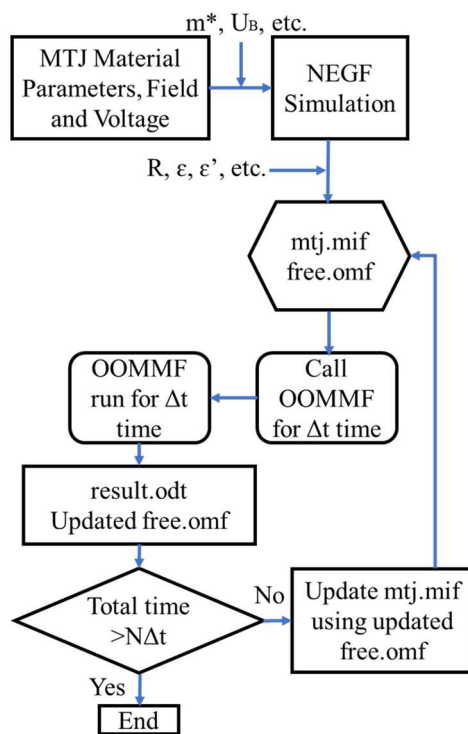 m*, U_B, etc.
MTJ Material
Parameters, Field
and Voltage
NEGF
Simulation
R, ε, ε’, etc.
mtj.mif
free.omf
Call
OOMMF
for Δt time
OOMMF
run for Δt
time
result.odt
Updated free.omf
Total time
>NΔt
No
Update mtj.mif
using updated
free.omf
Yes
End